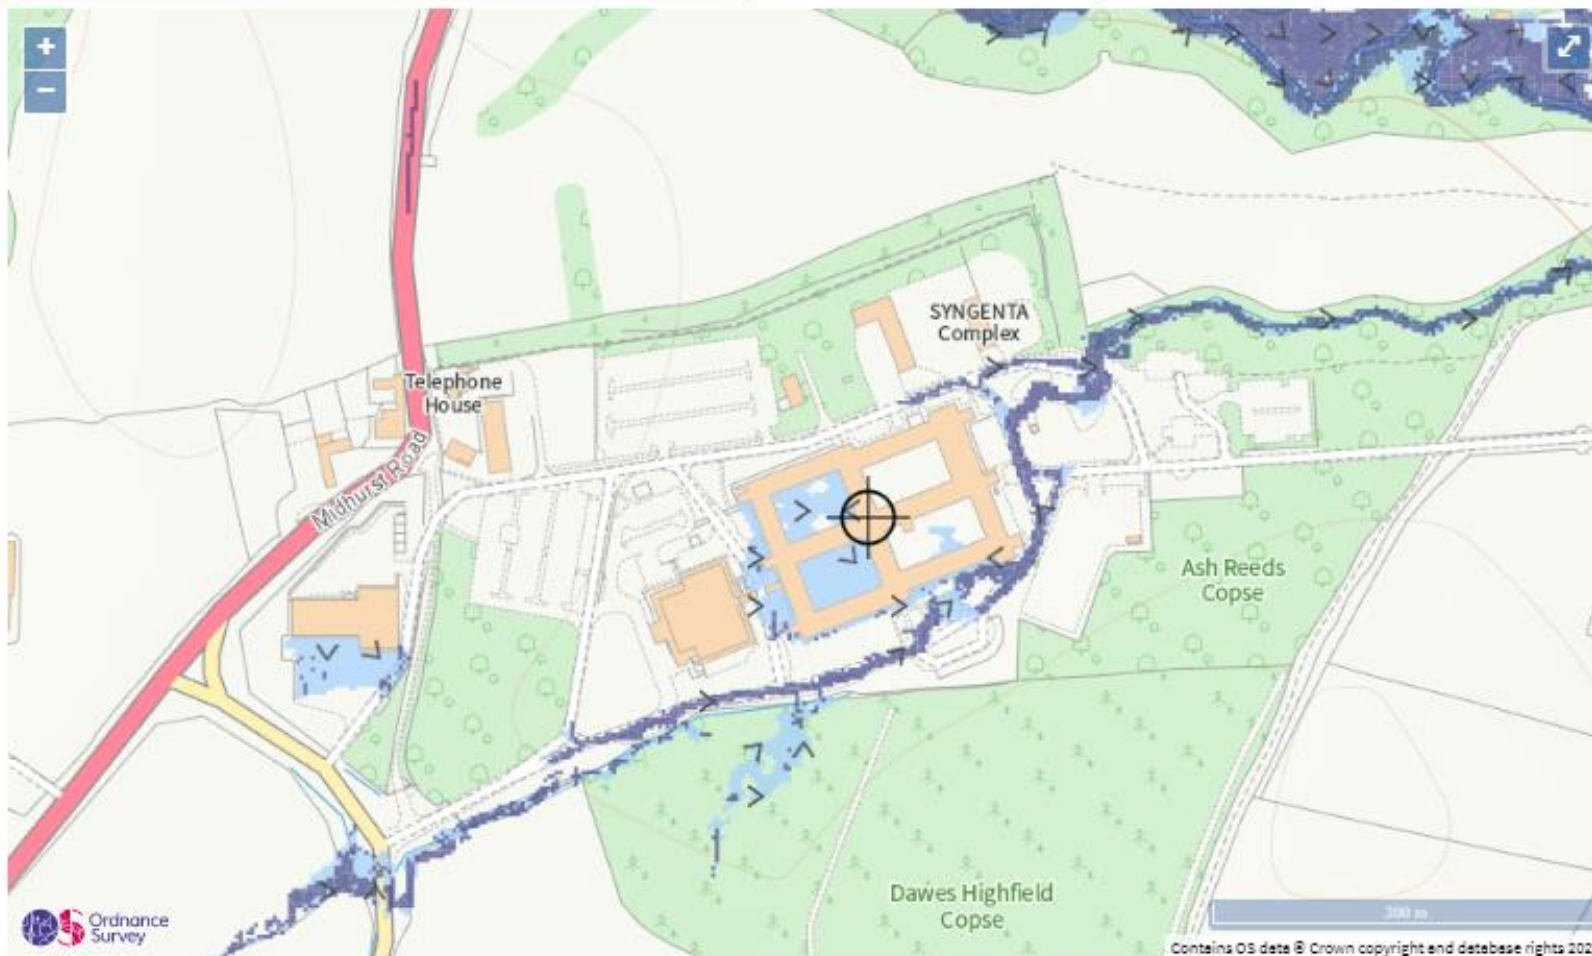 +
−
SYNGENTA
Complex
Telephone
House
Midhurst Road
Ash Reeds
Copse
Dawes Highfield
Copse
Ordnance
Survey
200 m
Contains OS data © Crown copyright and database rights 202